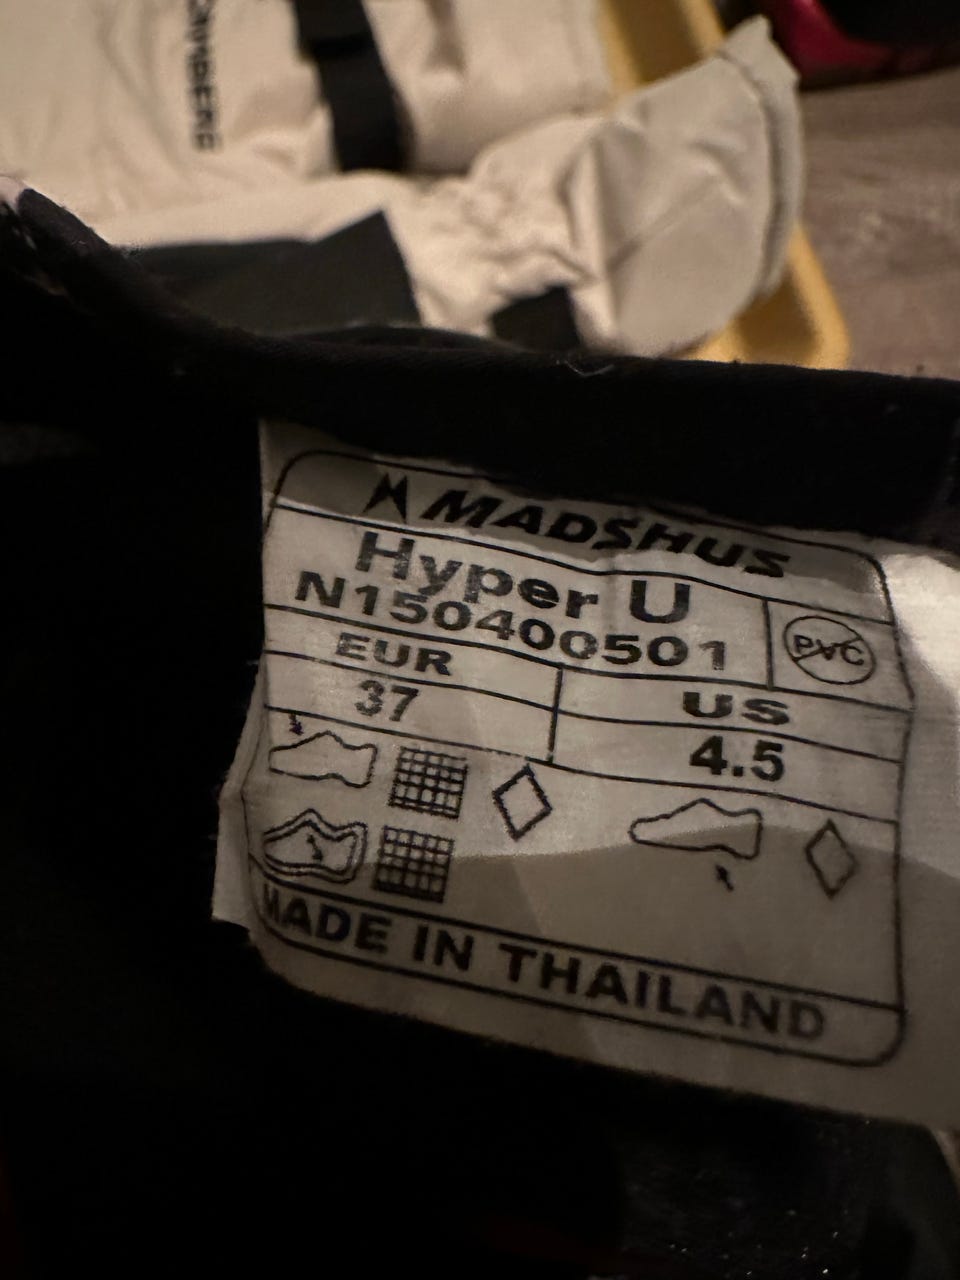 MADSHUS
Hyper U
N150400501
PVC
EUR
US
37
4.5
MADE IN THAILAND